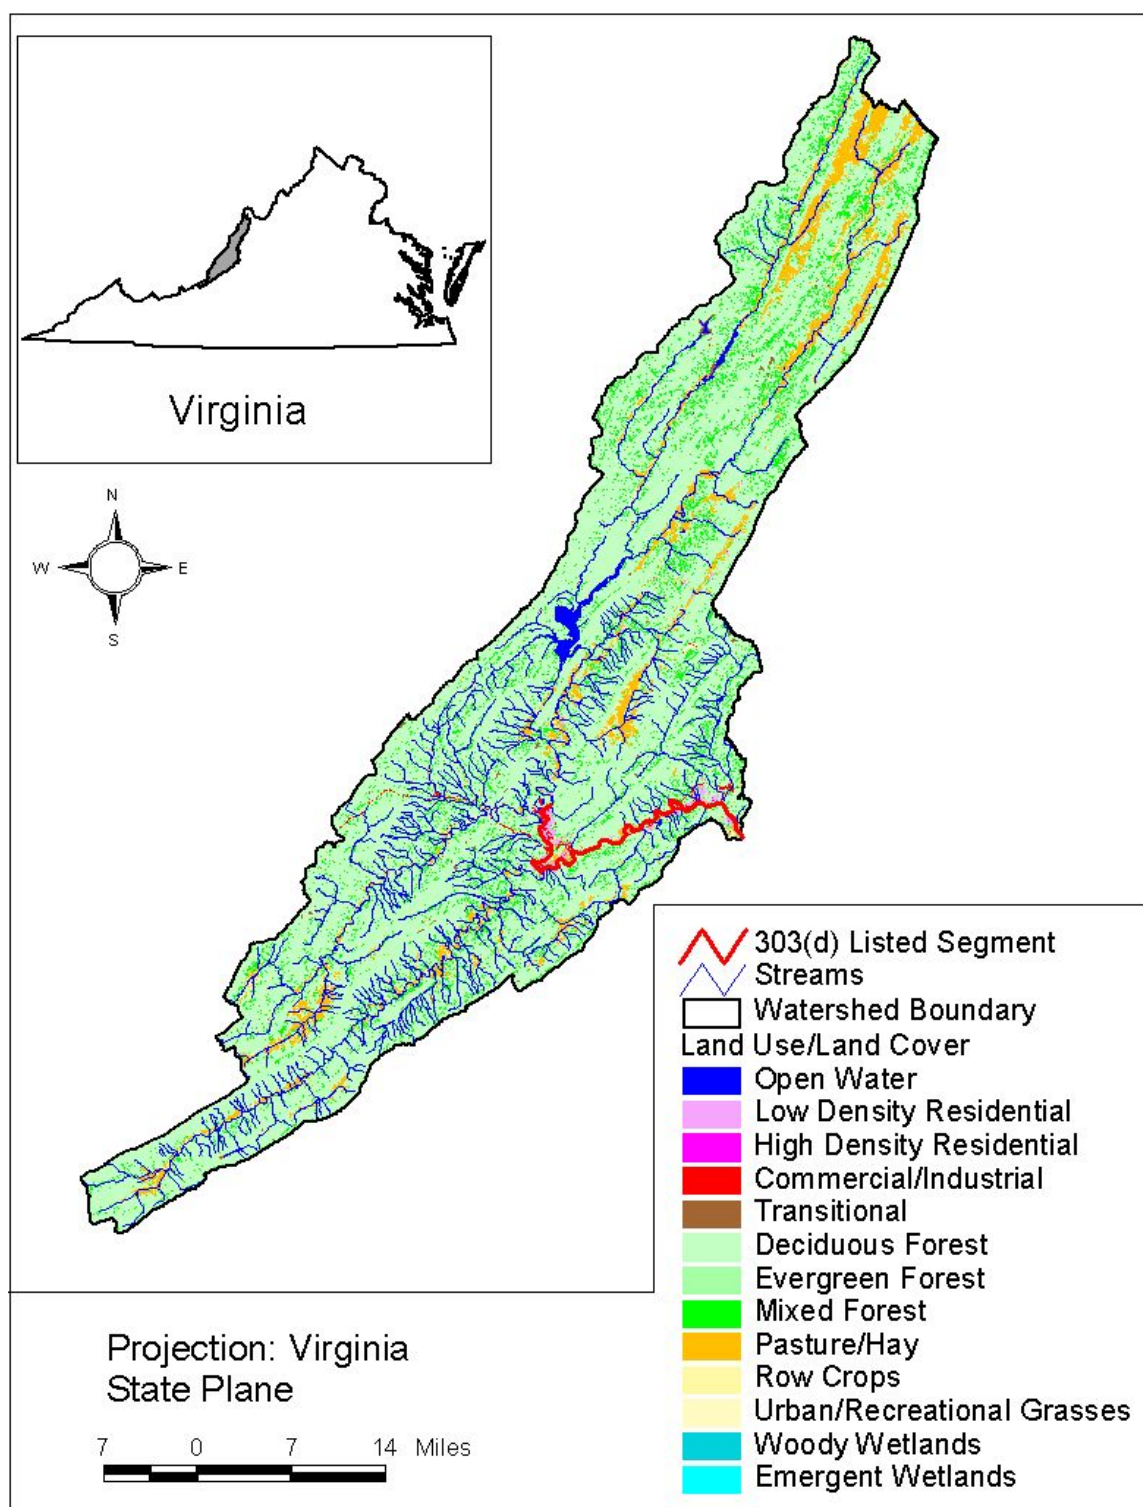 Virginia
N
W
E
S
303(d) Listed Segment
Streams
Watershed Boundary
Land Use/Land Cover
Open Water
Low Density Residential
High Density Residential
Commercial/Industrial
Transitional
Deciduous Forest
Evergreen Forest
Mixed Forest
Pasture/Hay
Row Crops
Urban/Recreational Grasses
Woody Wetlands
Emergent Wetlands
Projection: Virginia
State Plane
7 0 7 14 Miles